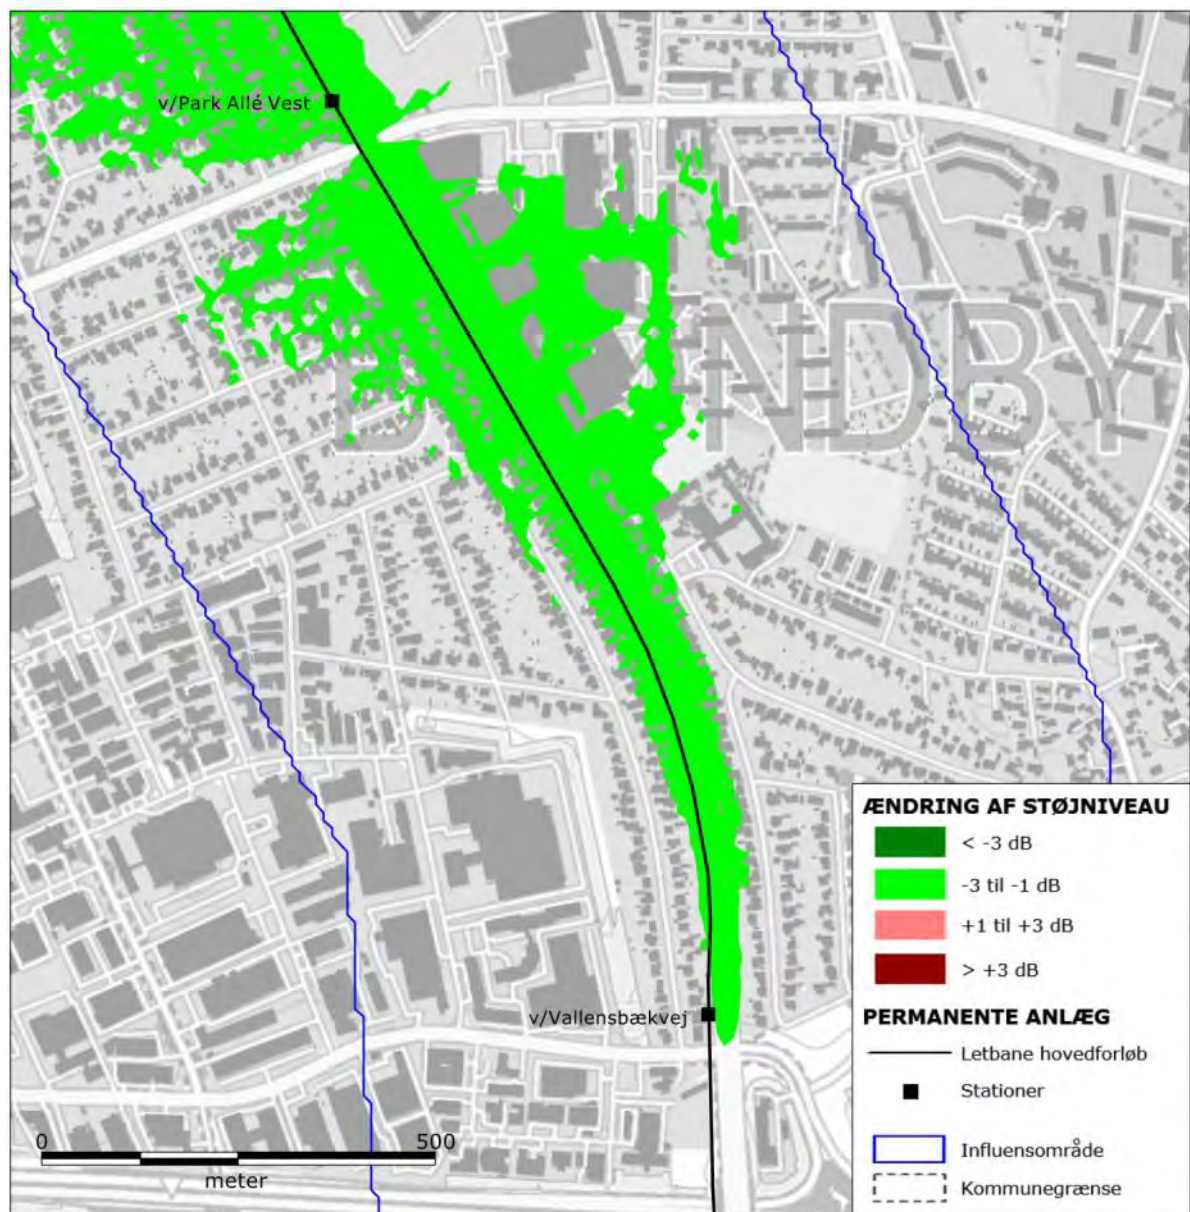 v/Park Allé Vest
NDBY
v/Vallensbækvej
0 500
meter
ÆNDRING AF STØJNIVEAU
< -3 dB
-3 til -1 dB
+1 til +3 dB
> +3 dB
PERMANENTE ANLÆG
Letbane hovedforløb
Stationer
Influensområde
Kommunegrænse